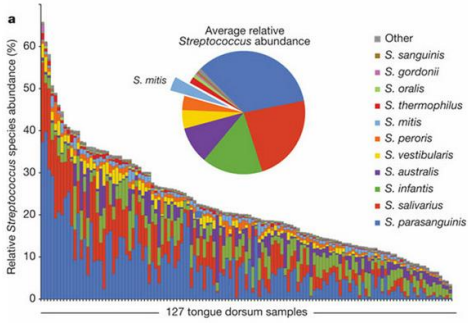 a
Average relative
Streptococcus abundance
S. mitis
Relative Streptococcus species abundance (%)
60
50
40
30
20
10
0
Other
S. sanguinis
S. gordonii
S. oralis
S. thermophilus
S. mitis
S. peroris
S. vestibularis
S. australis
S. infantis
S. salivarius
S. parasanguinis
127 tongue dorsum samples